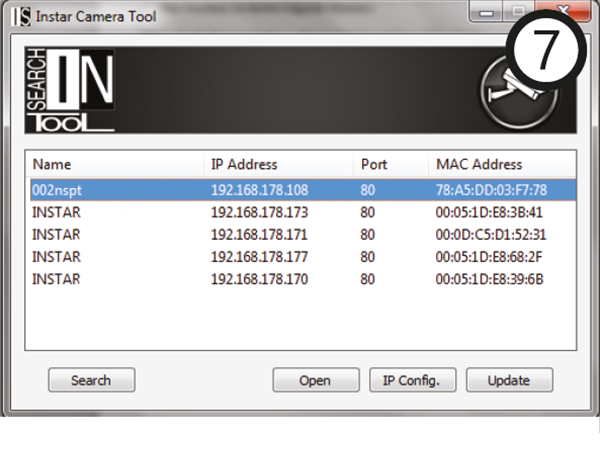 IS Instar Camera Tool
7
SEARCH IN
TOOL
Name IP Address Port MAC Address
002nspt 192.168.178.108 80 78:A5:DD:03:F7:78
INSTAR 192.168.178.173 80 00:05:1D:E8:3B:41
INSTAR 192.168.178.171 80 00:0D:C5:D1:52:31
INSTAR 192.168.178.177 80 00:05:1D:E8:68:2F
INSTAR 192.168.178.170 80 00:05:1D:E8:39:6B
Search Open IP Config. Update